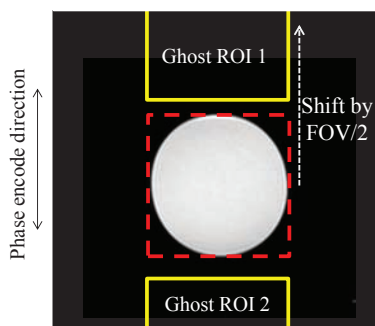 Ghost ROI 1
Shift by
FOV/2
Phase encode direction
Ghost ROI 2